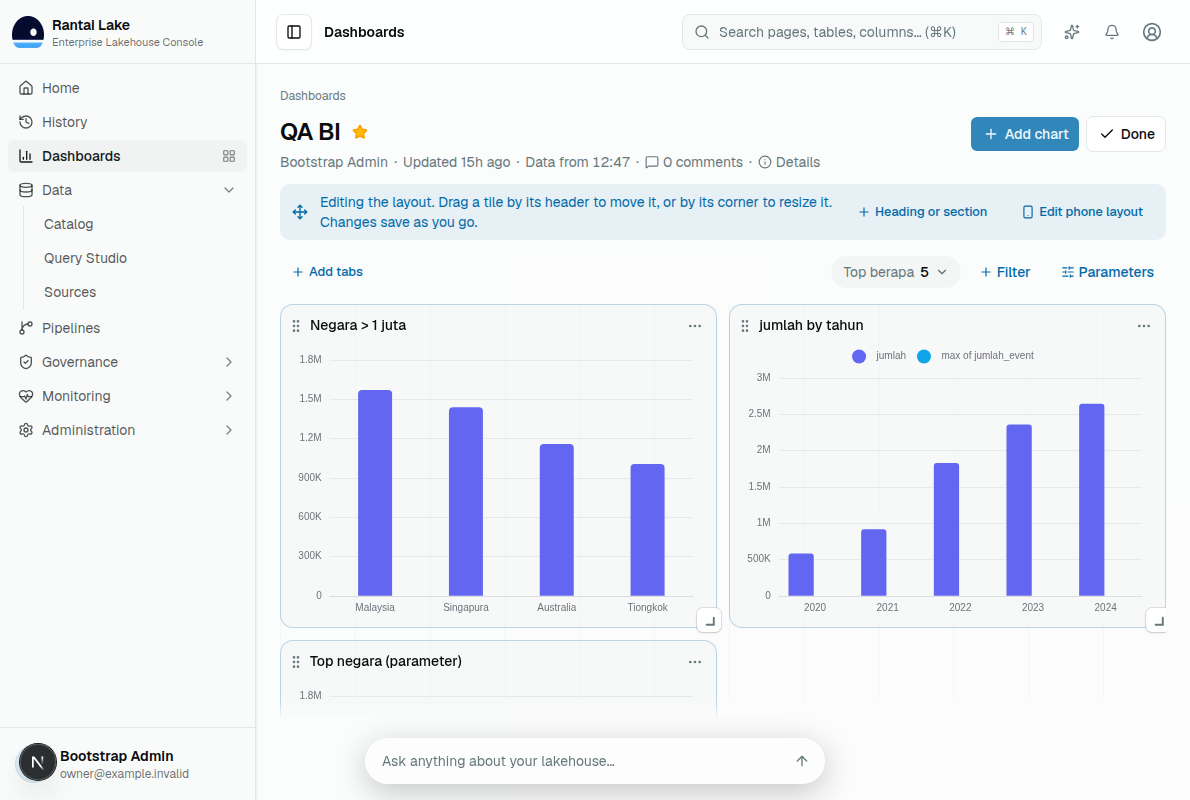 Rantai Lake
Enterprise Lakehouse Console
Dashboards
Search pages, tables, columns... (⌘K)
⌘ K
Home
History
Dashboards
Data
Catalog
Query Studio
Sources
Pipelines
Governance
Monitoring
Administration
N
Bootstrap Admin
owner@example.invalid
Dashboards
QA BI
Add chart
Done
Bootstrap Admin · Updated 15h ago · Data from 12:47 · 0 comments · Details
Editing the layout. Drag a tile by its header to move it, or by its corner to resize it.
Changes save as you go.
Heading or section
Edit phone layout
Add tabs
Top berapa 5
Filter
Parameters
Negara > 1 juta
1.8M
1.5M
1.2M
900K
600K
300K
0
Malaysia
Singapura
Australia
Tiongkok
jumlah by tahun
jumlah
max of jumlah_event
3M
2.5M
2M
1.5M
1M
500K
0
2020
2021
2022
2023
2024
Top negara (parameter)
1.8M
Ask anything about your lakehouse...